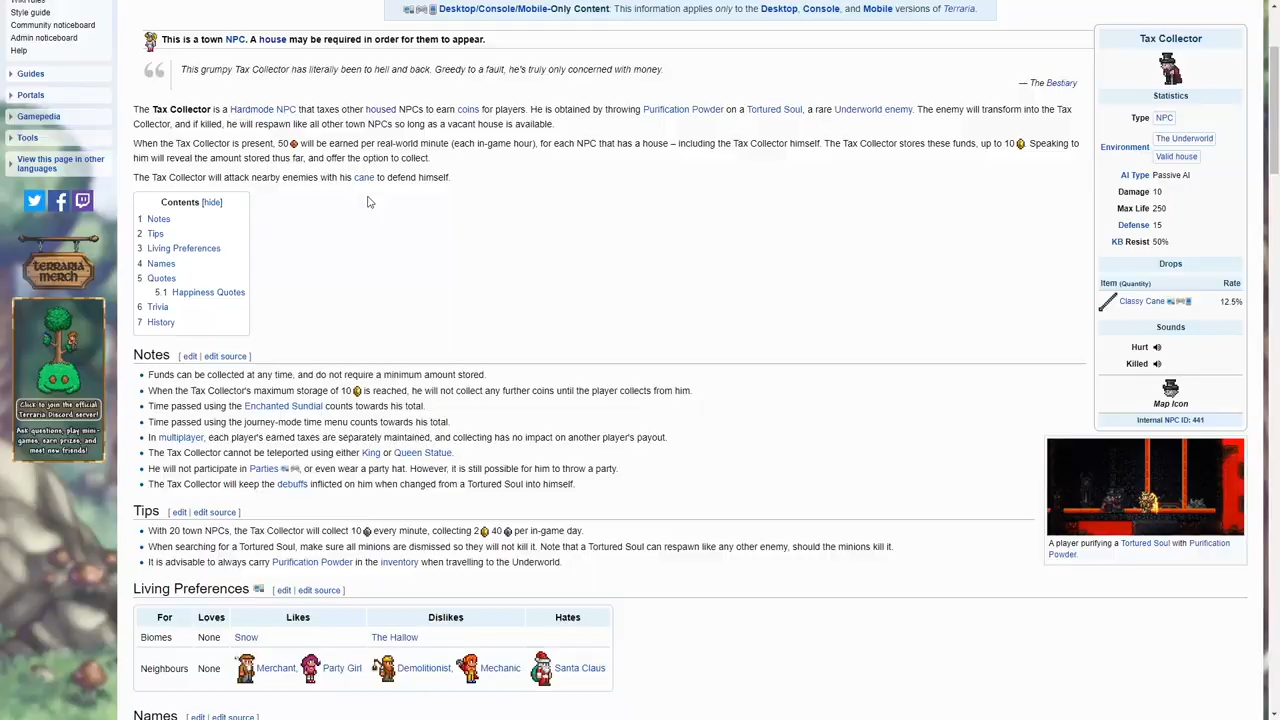 Style guide
Community noticeboard
Admin noticeboard
Help
Guides
Portals
Gamepedia
Tools
View this page in other
languages
TERRARIA
MERCH
Click to join the official
Terraria Discord server!
Ask questions, play mini-
games, earn prizes, and
meet new friends!
Desktop/Console/Mobile-Only Content: This information applies only to the Desktop, Console, and Mobile versions of Terraria.
This is a town NPC. A house may be required in order for them to appear.
This grumpy Tax Collector has literally been to hell and back. Greedy to a fault, he's truly only concerned with money.
— The Bestiary
The Tax Collector is a Hardmode NPC that taxes other housed NPCs to earn coins for players. He is obtained by throwing Purification Powder on a Tortured Soul, a rare Underworld enemy. The enemy will transform into the Tax
Collector, and if killed, he will respawn like all other town NPCs so long as a vacant house is available.
When the Tax Collector is present, 50 will be earned per real-world minute (each in-game hour), for each NPC that has a house – including the Tax Collector himself. The Tax Collector stores these funds, up to 10. Speaking to
him will reveal the amount stored thus far, and offer the option to collect.
The Tax Collector will attack nearby enemies with his cane to defend himself.
Contents [hide]
1 Notes
2 Tips
3 Living Preferences
4 Names
5 Quotes
5.1 Happiness Quotes
6 Trivia
7 History
Notes [ edit | edit source ]
• Funds can be collected at any time, and do not require a minimum amount stored.
• When the Tax Collector's maximum storage of 10 is reached, he will not collect any further coins until the player collects from him.
• Time passed using the Enchanted Sundial counts towards his total.
• Time passed using the journey-mode time menu counts towards his total.
• In multiplayer, each player's earned taxes are separately maintained, and collecting has no impact on another player's payout.
• The Tax Collector cannot be teleported using either King or Queen Statue.
• He will not participate in Parties, or even wear a party hat. However, it is still possible for him to throw a party.
• The Tax Collector will keep the debuffs inflicted on him when changed from a Tortured Soul into himself.
Tips [ edit | edit source ]
• With 20 town NPCs, the Tax Collector will collect 10 every minute, collecting 2 40 per in-game day.
• When searching for a Tortured Soul, make sure all minions are dismissed so they will not kill it. Note that a Tortured Soul can respawn like any other enemy, should the minions kill it.
• It is advisable to always carry Purification Powder in the inventory when travelling to the Underworld.
Living Preferences [ edit | edit source ]
For Loves Likes Dislikes Hates
Biomes None Snow The Hallow
Neighbours None Merchant, Party Girl Demolitionist, Mechanic Santa Claus
Names [ edit | edit source ]
Tax Collector
Statistics
Type NPC
Environment The Underworld
Valid house
AI Type Passive AI
Damage 10
Max Life 250
Defense 15
KB Resist 50%
Drops
Item (Quantity) Rate
Classy Cane 12.5%
Sounds
Hurt
Killed
Map Icon
Internal NPC ID: 441
A player purifying a Tortured Soul with Purification
Powder.